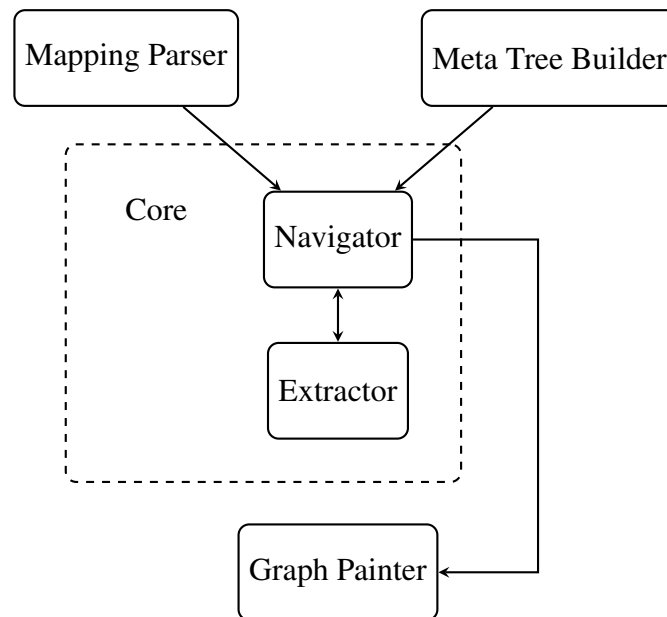 Mapping Parser
Meta Tree Builder
Core
Navigator
Extractor
Graph Painter